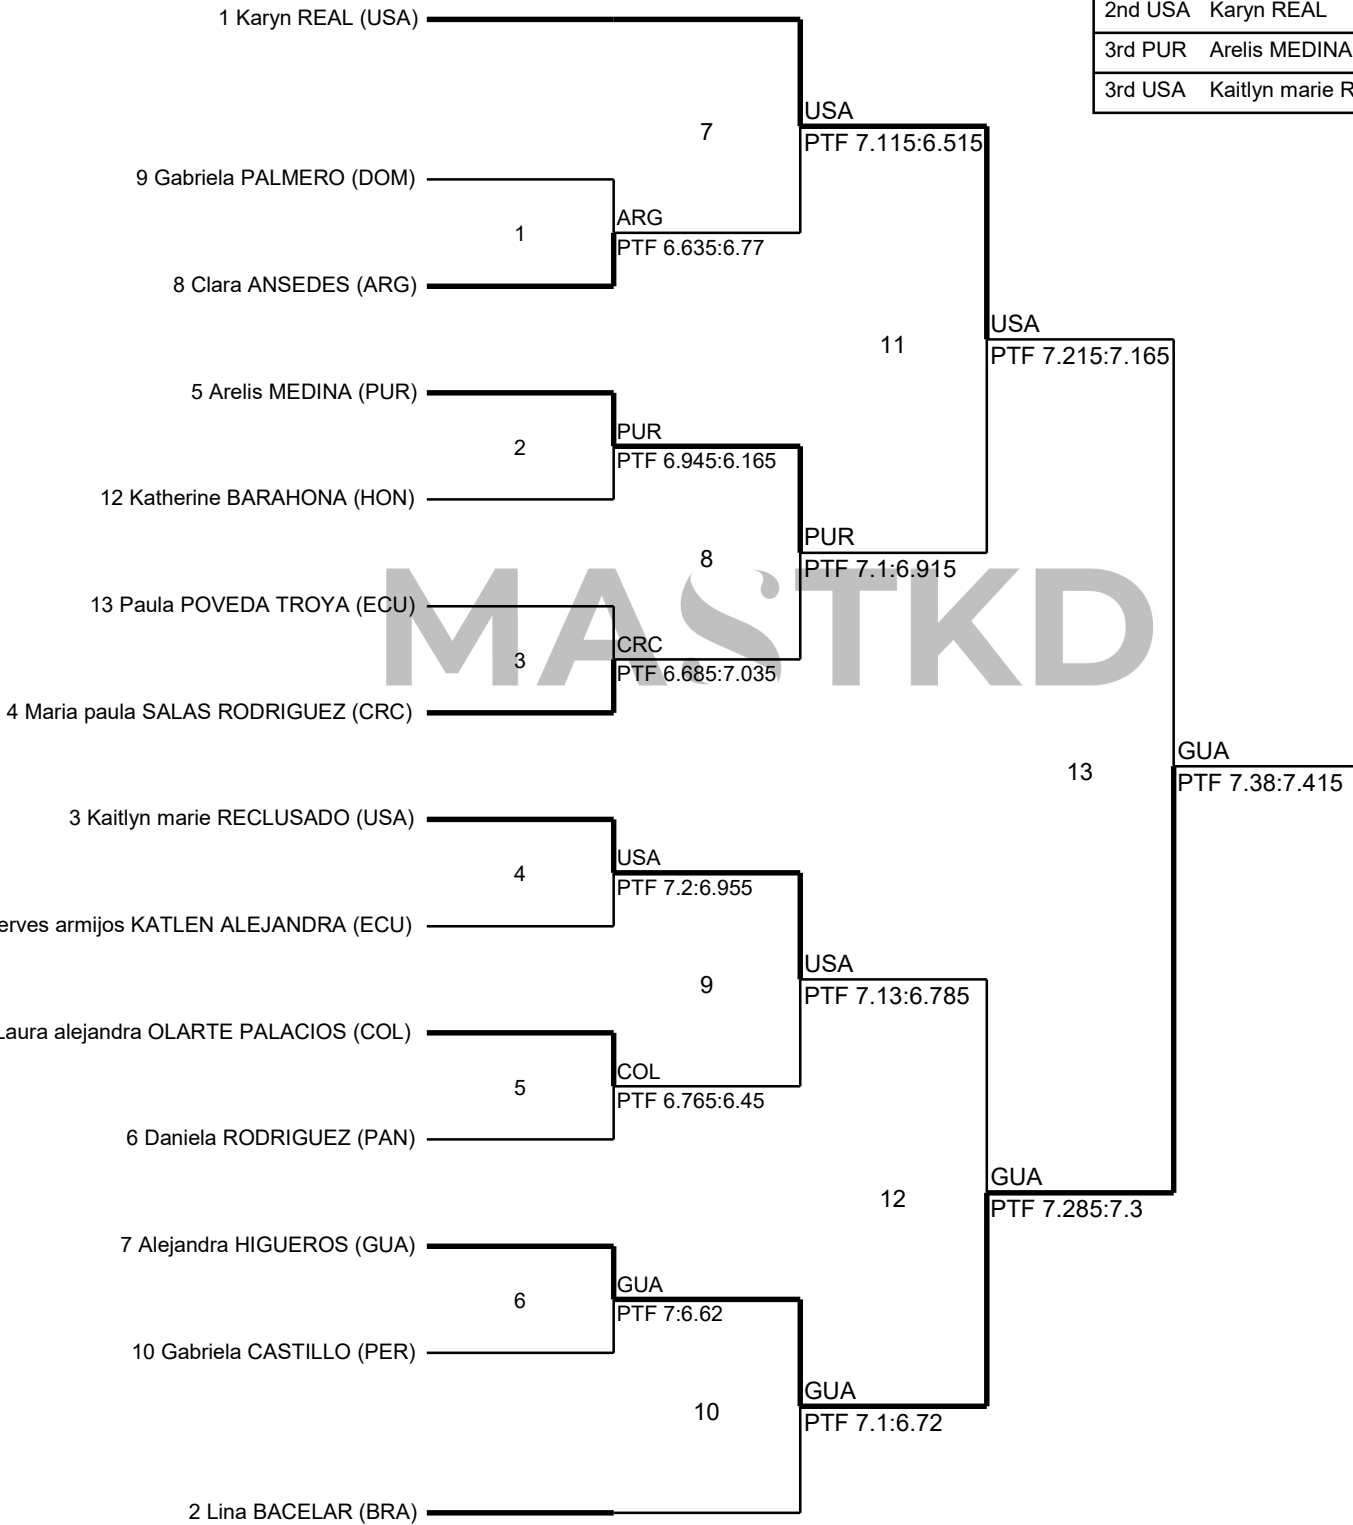 1 Karyn REAL (USA)
2nd USA Karyn REAL
3rd PUR Arelis MEDINA
3rd USA Kaitlyn marie R
USA
7
PTF 7.115:6.515
9 Gabriela PALMERO (DOM)
ARG
1
PTF 6.635:6.77
8 Clara ANSEDES (ARG)
USA
11
PTF 7.215:7.165
5 Arelis MEDINA (PUR)
PUR
2
PTF 6.945:6.165
12 Katherine BARAHONA (HON)
PUR
8
PTF 7.1:6.915
MASTKD
13 Paula POVEDA TROYA (ECU)
CRC
3
PTF 6.685:7.035
4 Maria paula SALAS RODRIGUEZ (CRC)
GUA
13
PTF 7.38:7.415
3 Kaitlyn marie RECLUSADO (USA)
USA
4
PTF 7.2:6.955
erves armijos KATLEN ALEJANDRA (ECU)
USA
9
PTF 7.13:6.785
Laura alejandra OLARTE PALACIOS (COL)
COL
5
PTF 6.765:6.45
6 Daniela RODRIGUEZ (PAN)
GUA
12
PTF 7.285:7.3
7 Alejandra HIGUEROS (GUA)
GUA
6
PTF 7:6.62
10 Gabriela CASTILLO (PER)
GUA
10
PTF 7.1:6.72
2 Lina BACELAR (BRA)